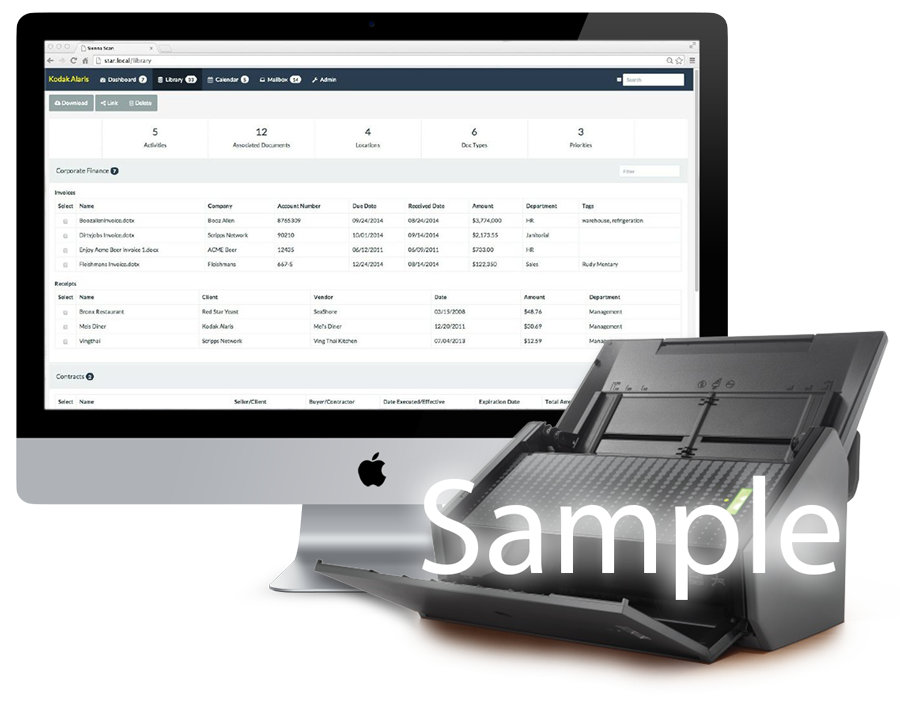 Sienna Scan
star.local/library
Kodak Alaris Dashboard 7 Library 23 Calendar 5 Mailbox 14 Admin Search
Download Link Delete
5 12 4 6 3
Activities Associated Documents Locations Doc Types Priorities
Corporate Finance 7 Filter
Invoices
Select Name Company Account Number Due Date Received Date Amount Department Tags
BoozallenInvoice.dotx Booz Allen 8765309 09/24/2014 08/24/2014 $3,774,000 HR warehouse, refrigeration
Dirtyjobs Invoice.dotx Scripps Network 90210 10/01/2014 09/14/2014 $2,173.55 Janitorial
Enjoy Acme Beer Invoice 1.docx ACME Beer 12435 06/12/2011 06/09/2011 $733.00 HR
Fleishmans Invoice.dotx Fleishmans 667-5 12/24/2014 08/14/2014 $122,350 Sales Rudy Mentary
Receipts
Select Name Client Vendor Date Amount Department
Bronx Restaurant Red Star Yeast SeaShore 03/15/2008 $48.76 Management
Mels Diner Kodak Alaris Mel's Diner 12/20/2011 $30.69 Management
Vingthai Scripps Network Ving Thai Kitchen 07/04/2013 $12.59
Contracts 2
Select Name Seller/Client Buyer/Contractor Date Executed/Effective Expiration Date Total
Sample